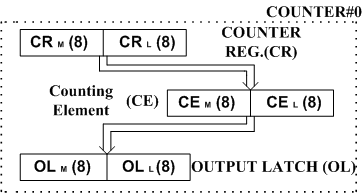 COUNTER#0
CR M (8) CR L (8) COUNTER
REG.(CR)
Counting
Element (CE) CE M (8) CE L (8)
OL M (8) OL L (8) OUTPUT LATCH (OL)